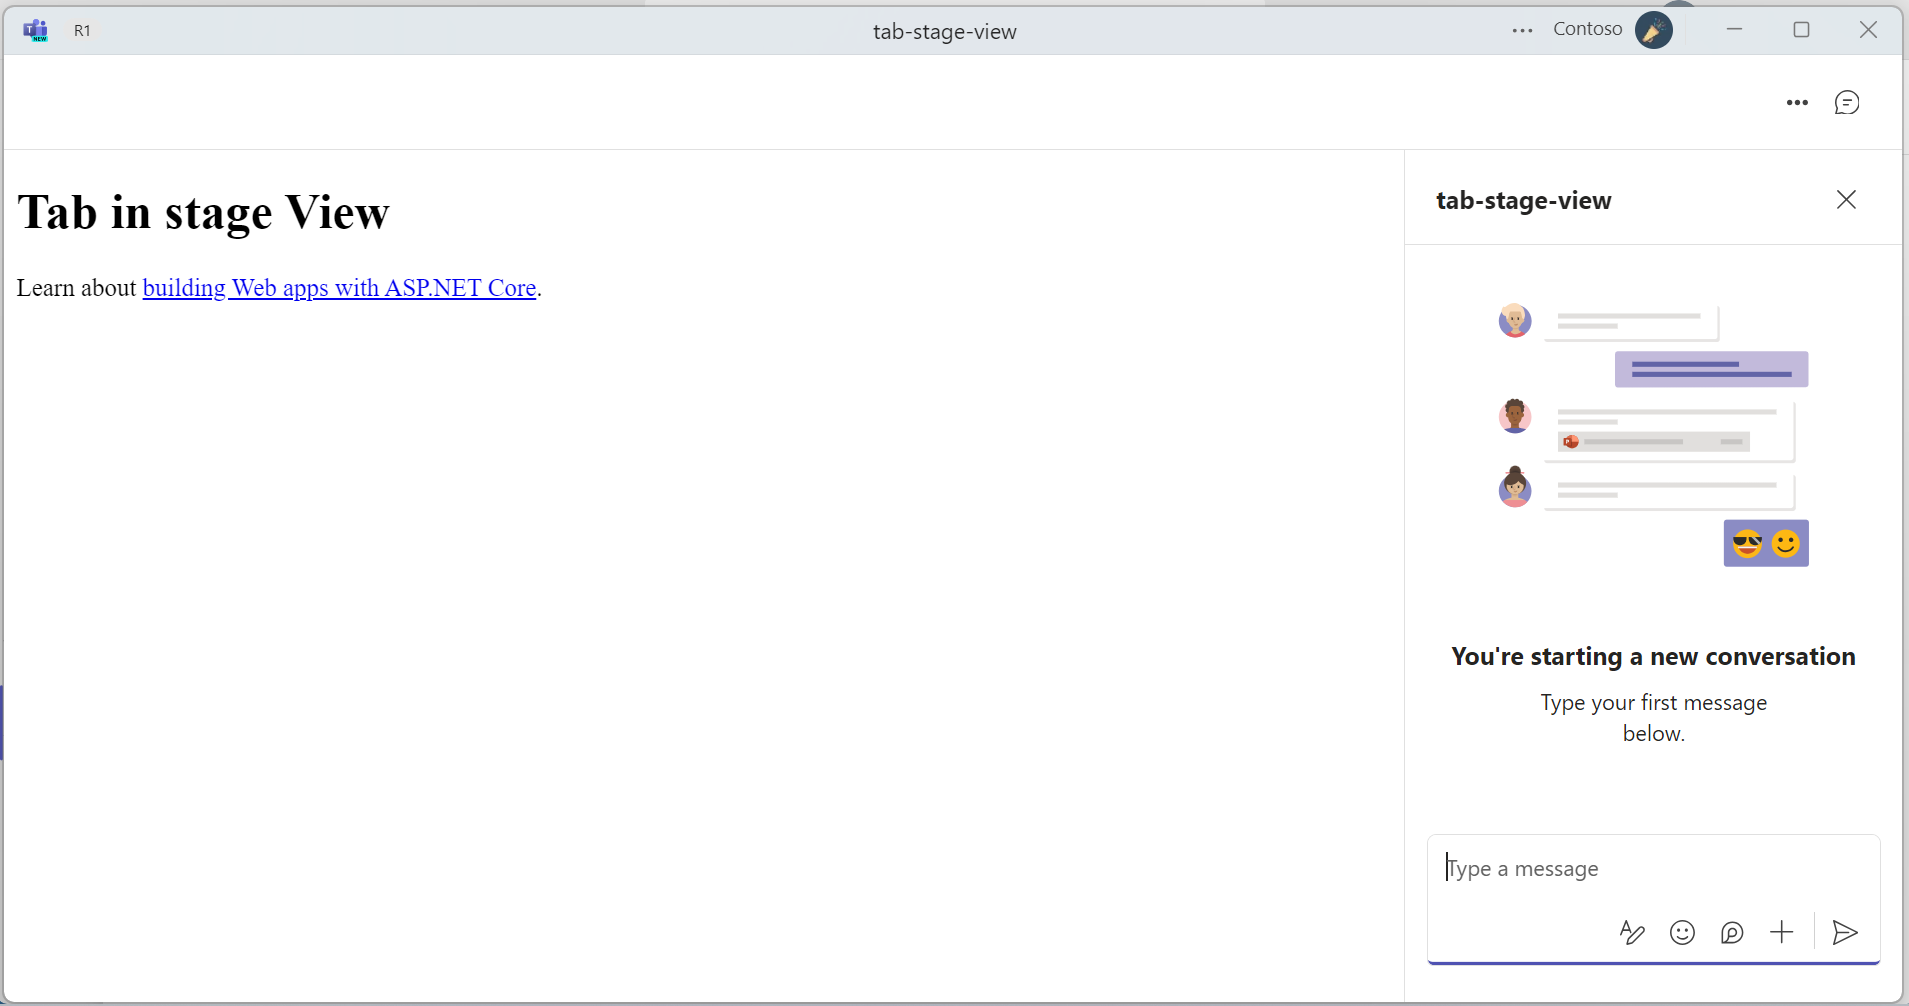 R1
tab-stage-view
Contoso
NEW
Tab in stage View
Learn about building Web apps with ASP.NET Core.
tab-stage-view
You're starting a new conversation
Type your first message
below.
Type a message